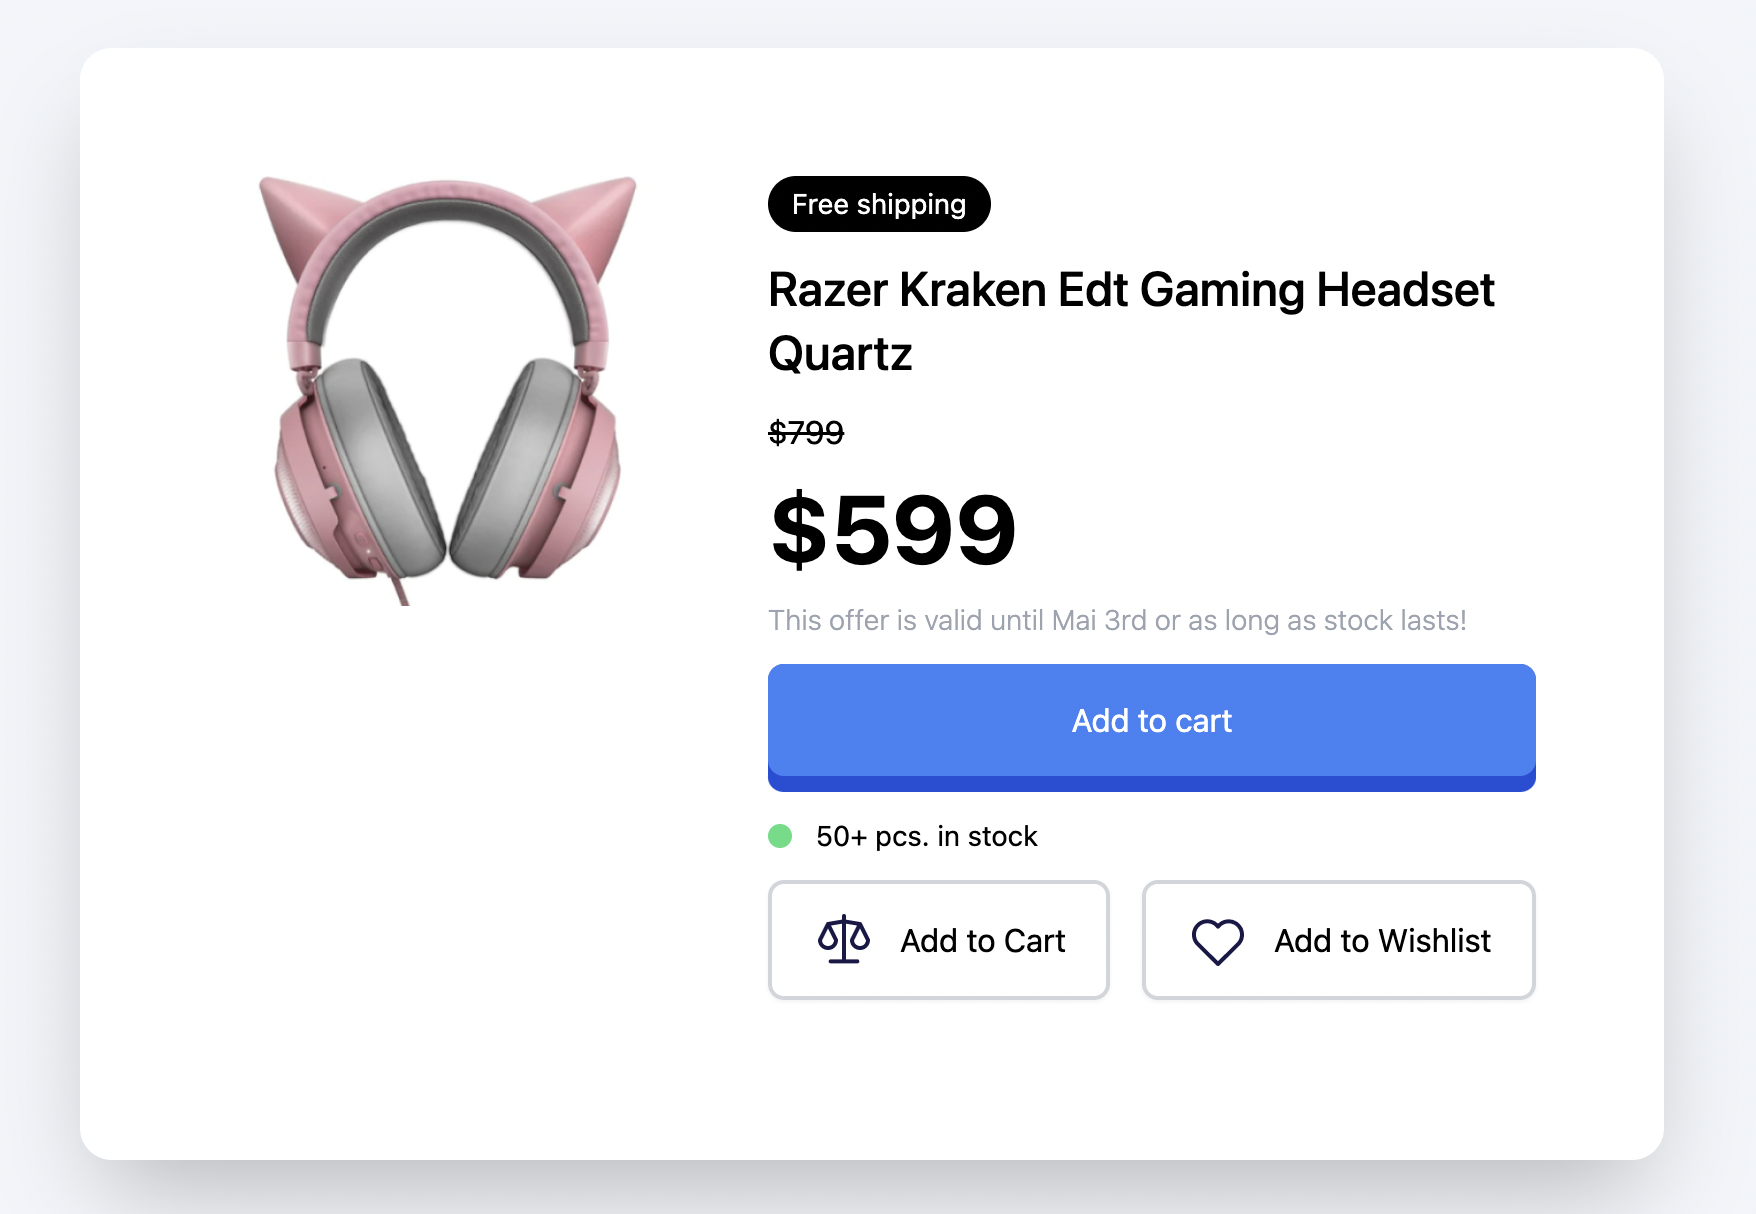 Free shipping
Razer Kraken Edt Gaming Headset
Quartz
$799
$599
This offer is valid until Mai 3rd or as long as stock lasts!
Add to cart
50+ pcs. in stock
Add to Cart
Add to Wishlist